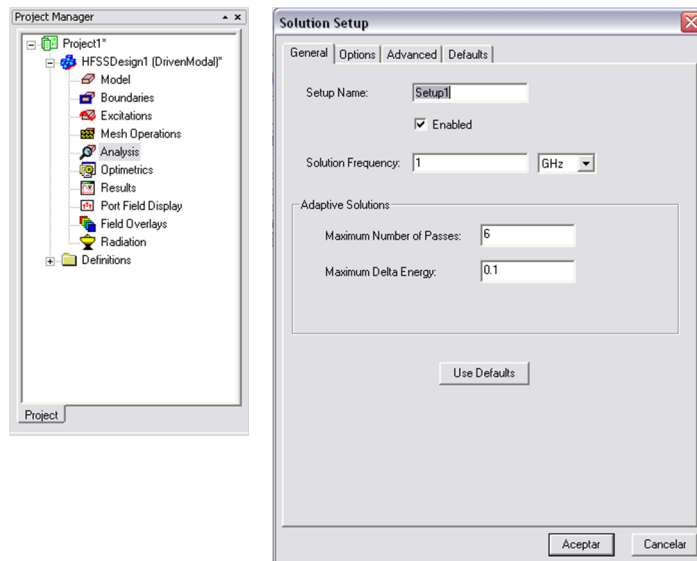 Project Manager
Project1*
HFSSDesign1 (DrivenModal)*
Model
Boundaries
Excitations
Mesh Operations
Analysis
Optimetrics
Results
Port Field Display
Field Overlays
Radiation
Definitions
Project
Solution Setup
General Options Advanced Defaults
Setup Name: Setup1
Enabled
Solution Frequency: 1 GHz
Adaptive Solutions
Maximum Number of Passes: 6
Maximum Delta Energy: 0.1
Use Defaults
Aceptar Cancelar